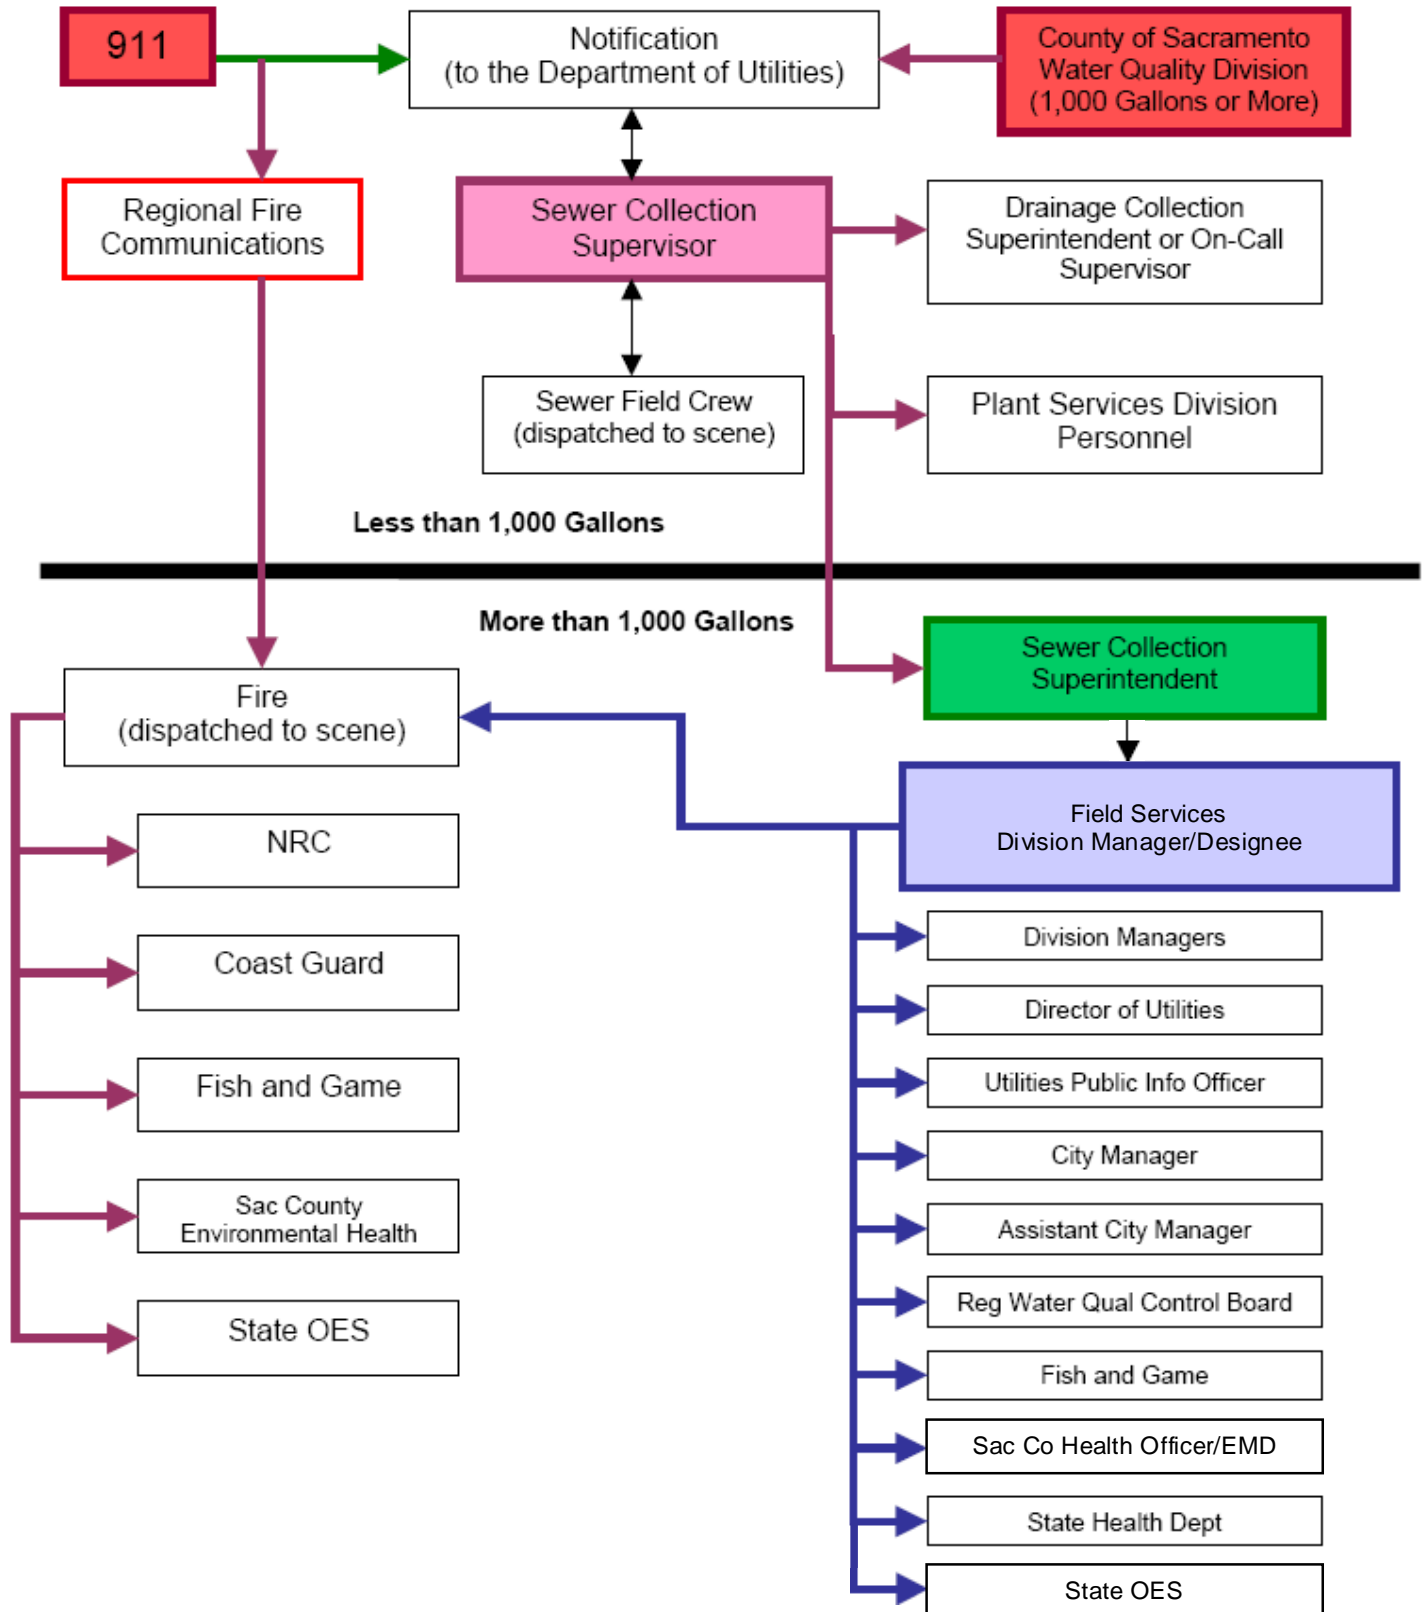 911
Notification
(to the Department of Utilities)
County of Sacramento
Water Quality Division
(1,000 Gallons or More)
Regional Fire
Communications
Sewer Collection
Supervisor
Drainage Collection
Superintendent or On-Call
Supervisor
Sewer Field Crew
(dispatched to scene)
Plant Services Division
Personnel
Less than 1,000 Gallons
More than 1,000 Gallons
Sewer Collection
Superintendent
Fire
(dispatched to scene)
Field Services
Division Manager/Designee
NRC
Coast Guard
Fish and Game
Sac County
Environmental Health
State OES
Division Managers
Director of Utilities
Utilities Public Info Officer
City Manager
Assistant City Manager
Reg Water Qual Control Board
Fish and Game
Sac Co Health Officer/EMD
State Health Dept
State OES